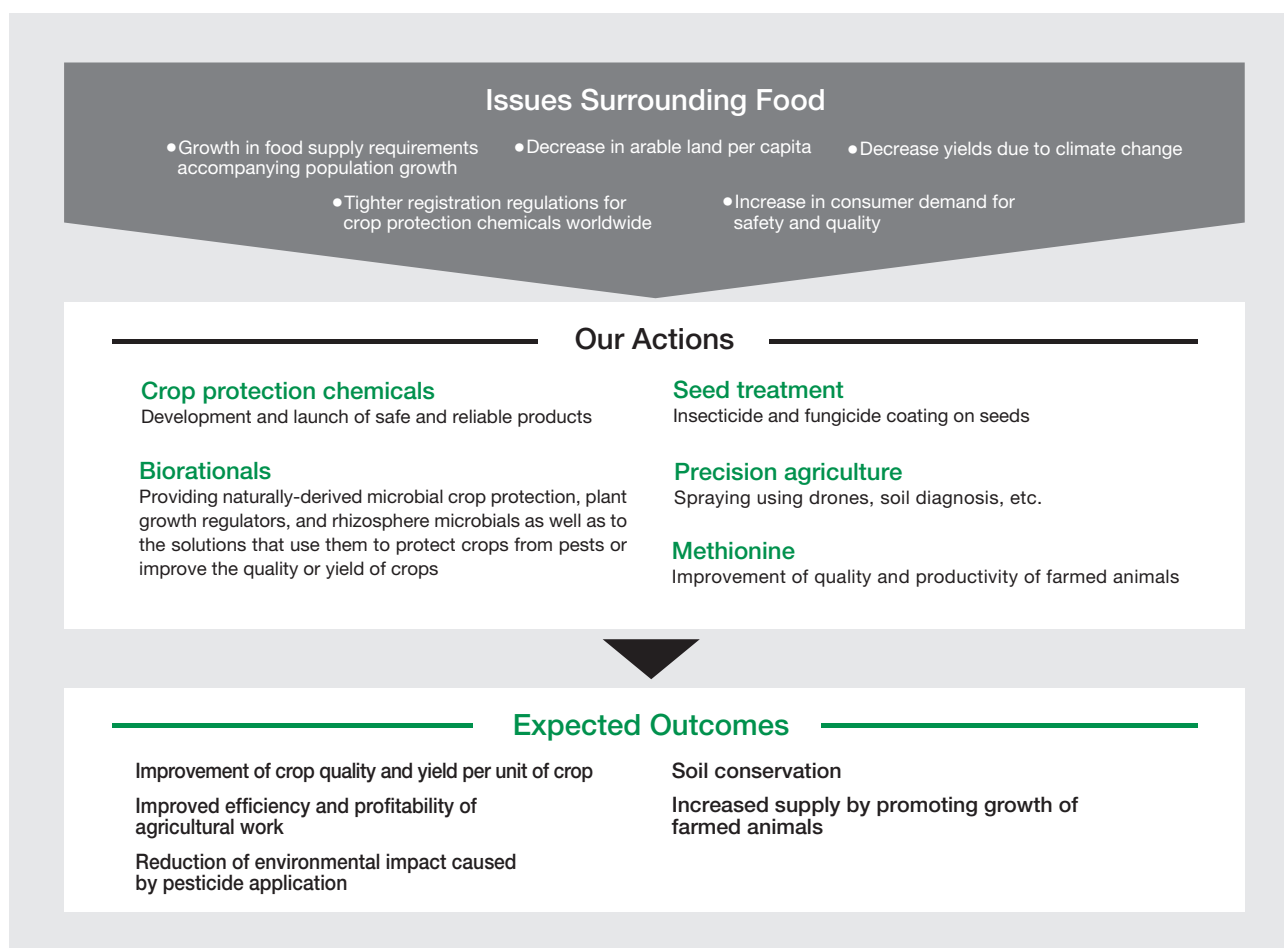 Issues Surrounding Food
●Growth in food supply requirements
accompanying population growth
●Decrease in arable land per capita
●Decrease yields due to climate change
●Tighter registration regulations for
crop protection chemicals worldwide
●Increase in consumer demand for
safety and quality
Our Actions
Crop protection chemicals
Development and launch of safe and reliable products
Biorationals
Providing naturally-derived microbial crop protection, plant
growth regulators, and rhizosphere microbials as well as to
the solutions that use them to protect crops from pests or
improve the quality or yield of crops
Seed treatment
Insecticide and fungicide coating on seeds
Precision agriculture
Spraying using drones, soil diagnosis, etc.
Methionine
Improvement of quality and productivity of farmed animals
Expected Outcomes
Improvement of crop quality and yield per unit of crop
Improved efficiency and profitability of
agricultural work
Reduction of environmental impact caused
by pesticide application
Soil conservation
Increased supply by promoting growth of
farmed animals